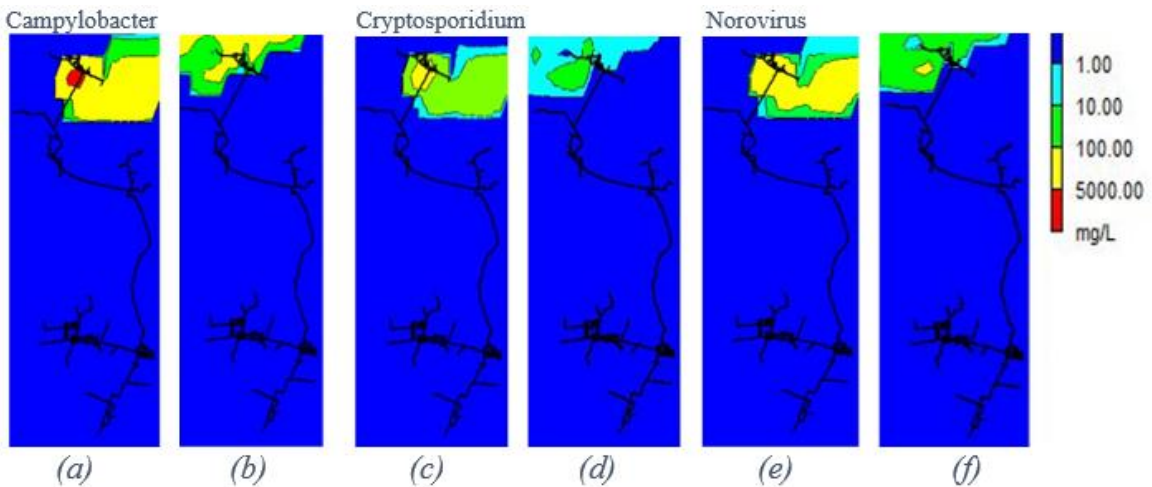 Campylobacter
Cryptosporidium
Norovirus
1.00
10.00
100.00
5000.00
mg/L
(a)
(b)
(c)
(d)
(e)
(f)